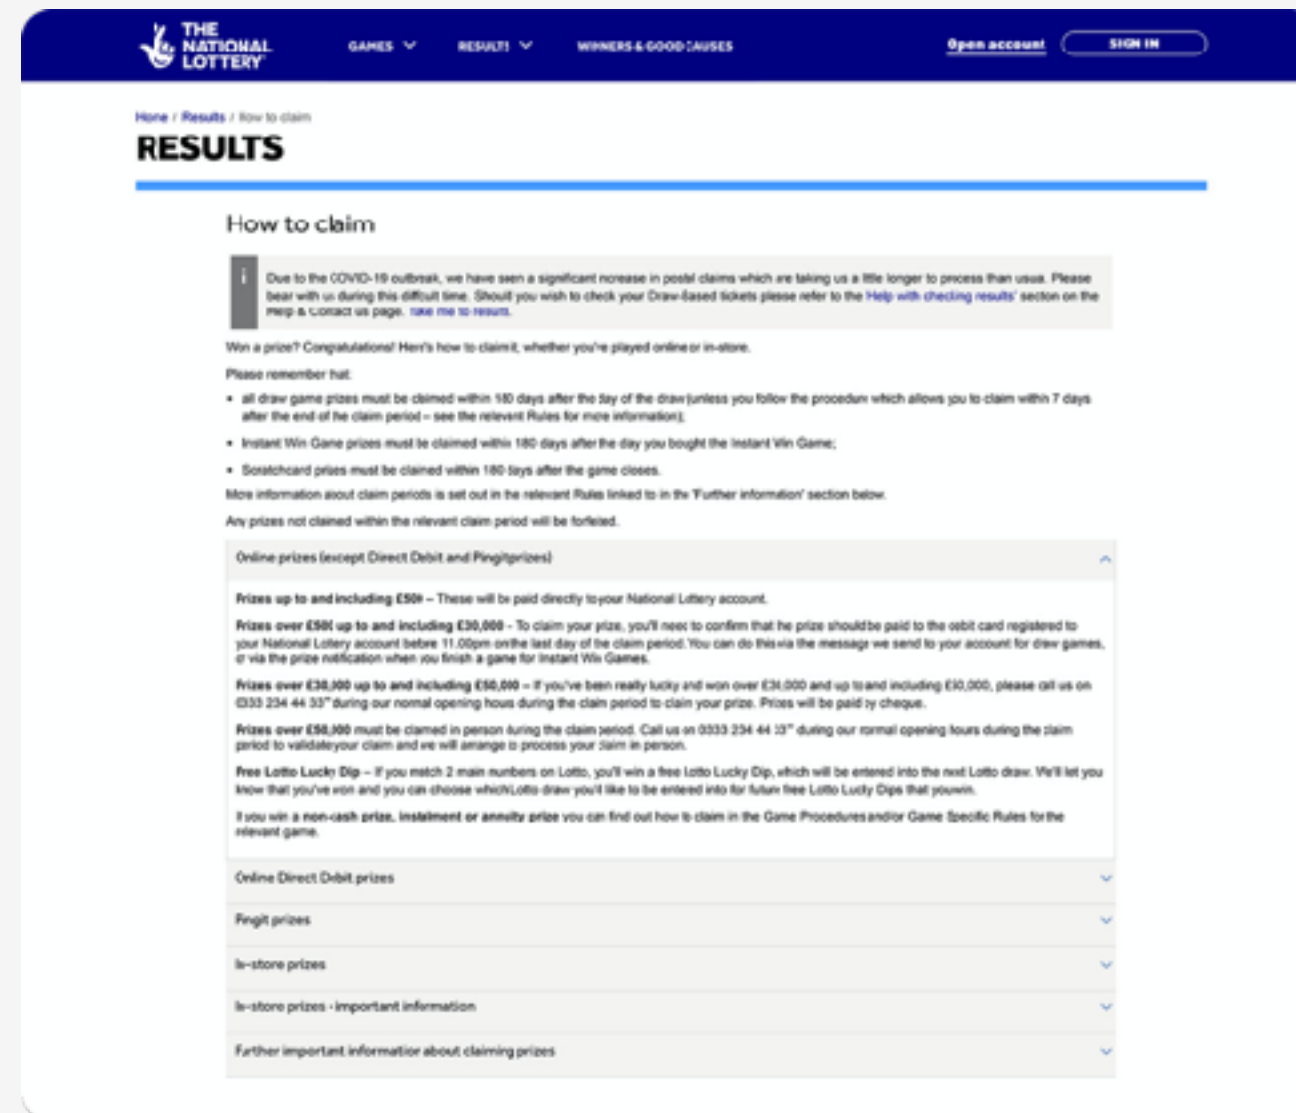 THE
NATIONAL
LOTTERY
GAMES
RESULTS
WINNERS & GOOD CAUSES
Open account
SIGN IN
Home / Results / How to claim
RESULTS
How to claim
i
Due to the COVID-19 outbreak, we have seen a significant increase in postal claims which are taking us a little longer to process than usual. Please
bear with us during this difficult time. Should you wish to check your Draw-Based tickets please refer to the Help with checking results' section on the
Help & Contact us page. Take me to results.
Won a prize? Congratulations! Here's how to claim it, whether you're played online or in-store.
Please remember that:
• all draw game prizes must be claimed within 180 days after the day of the draw (unless you follow the procedure which allows you to claim within 7 days
after the end of the claim period – see the relevant Rules for more information);
• Instant Win Game prizes must be claimed within 180 days after the day you bought the Instant Win Game;
• Scratchcard prizes must be claimed within 180 days after the game closes.
More information about claim periods is set out in the relevant Rules linked to in the 'Further information' section below.
Any prizes not claimed within the relevant claim period will be forfeited.
Online prizes (except Direct Debit and Pingit prizes)
Prizes up to and including £500 – These will be paid directly to your National Lottery account.
Prizes over £500 up to and including £30,000 - To claim your prize, you'll need to confirm that the prize should be paid to the debit card registered to
your National Lottery account before 11.00pm on the last day of the claim period. You can do this via the message we send to your account for draw games,
or via the prize notification when you finish a game for Instant Win Games.
Prizes over £30,000 up to and including £50,000 – If you've been really lucky and won over £30,000 and up to and including £50,000, please call us on
0333 234 44 33** during our normal opening hours during the claim period to claim your prize. Prizes will be paid by cheque.
Prizes over £50,000 must be claimed in person during the claim period. Call us on 0333 234 44 33** during our normal opening hours during the claim
period to validate your claim and we will arrange to process your claim in person.
Free Lotto Lucky Dip – If you match 2 main numbers on Lotto, you'll win a free Lotto Lucky Dip, which will be entered into the next Lotto draw. We'll let you
know that you've won and you can choose which Lotto draw you'll like to be entered into for future free Lotto Lucky Dips that you win.
If you win a non-cash prize, instalment or annuity prize you can find out how to claim in the Game Procedures and/or Game Specific Rules for the
relevant game.
Online Direct Debit prizes
Pingit prizes
In-store prizes
In-store prizes - important information
Further important information about claiming prizes